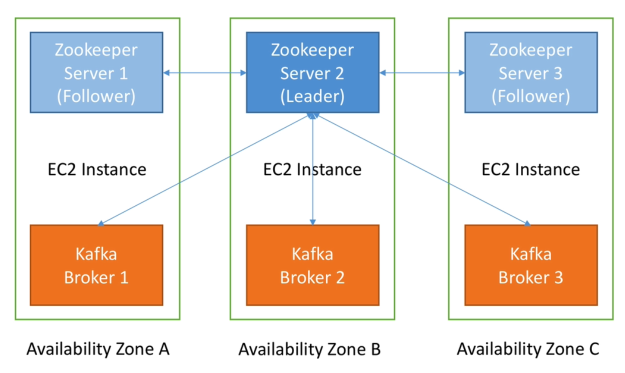 Zookeeper
Server 1
(Follower)
Zookeeper
Server 2
(Leader)
Zookeeper
Server 3
(Follower)
EC2 Instance
EC2 Instance
EC2 Instance
Kafka
Broker 1
Kafka
Broker 2
Kafka
Broker 3
Availability Zone A
Availability Zone B
Availability Zone C